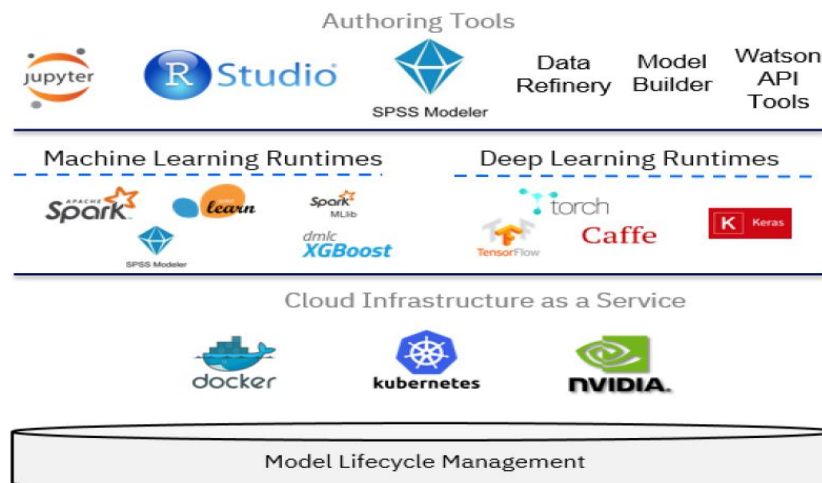 Authoring Tools
jupyter
R Studio
SPSS Modeler
Data
Refinery
Model
Builder
Watson
API
Tools
Machine Learning Runtimes
Deep Learning Runtimes
APACHE
Spark
learn
Spark
MLlib
SPSS Modeler
dmlc
XGBoost
torch
TensorFlow
Caffe
K Keras
Cloud Infrastructure as a Service
docker
kubernetes
NVIDIA.
Model Lifecycle Management